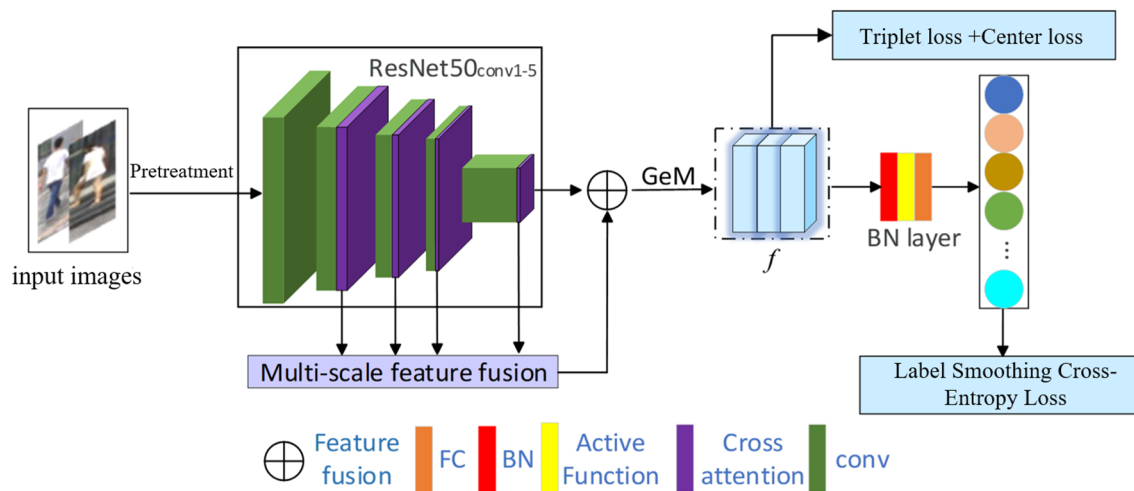 Triplet loss +Center loss
ResNet50conv1-5
Pretreatment
GeM
input images
f
BN layer
Multi-scale feature fusion
Label Smoothing Cross-
Entropy Loss
Feature
fusion
FC
BN
Active
Function
Cross
attention
conv